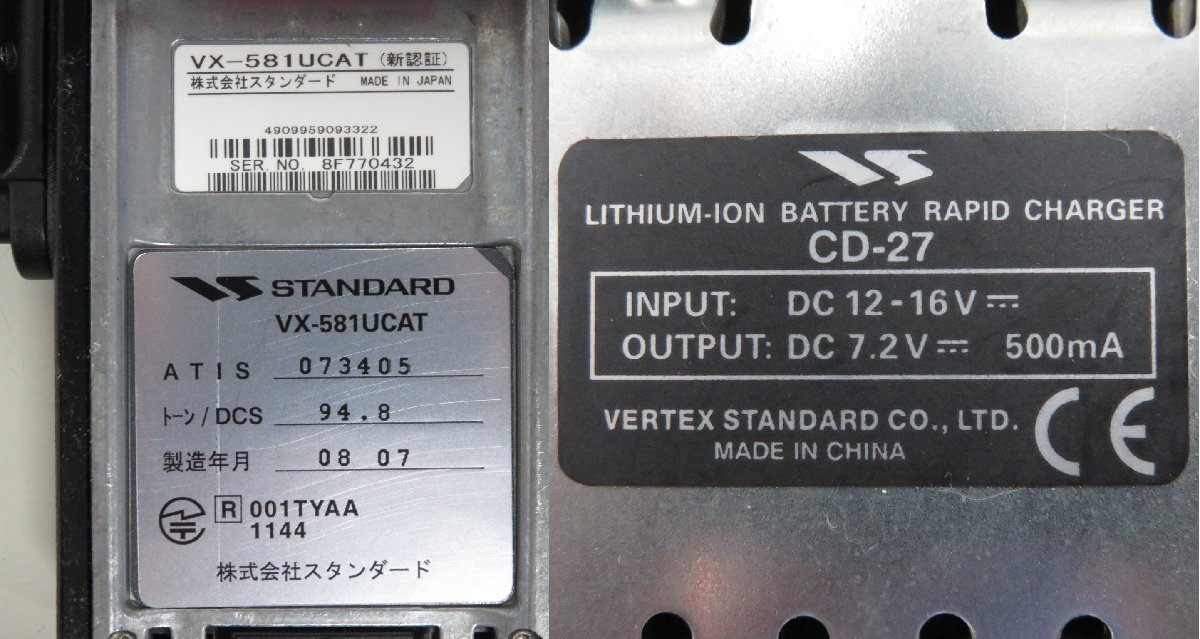 VX-581UCAT (新認証)
株式会社スタンダード MADE IN JAPAN
4909959093322
SER. NO. 8F770432
STANDARD
VX-581UCAT
ATIS 073405
トーン/DCS 94.8
製造年月 08 07
R 001TYAA
1144
株式会社スタンダード
VS
LITHIUM-ION BATTERY RAPID CHARGER
CD-27
INPUT: DC 12-16V ⎓
OUTPUT: DC 7.2V ⎓ 500mA
VERTEX STANDARD CO., LTD.
MADE IN CHINA
CE